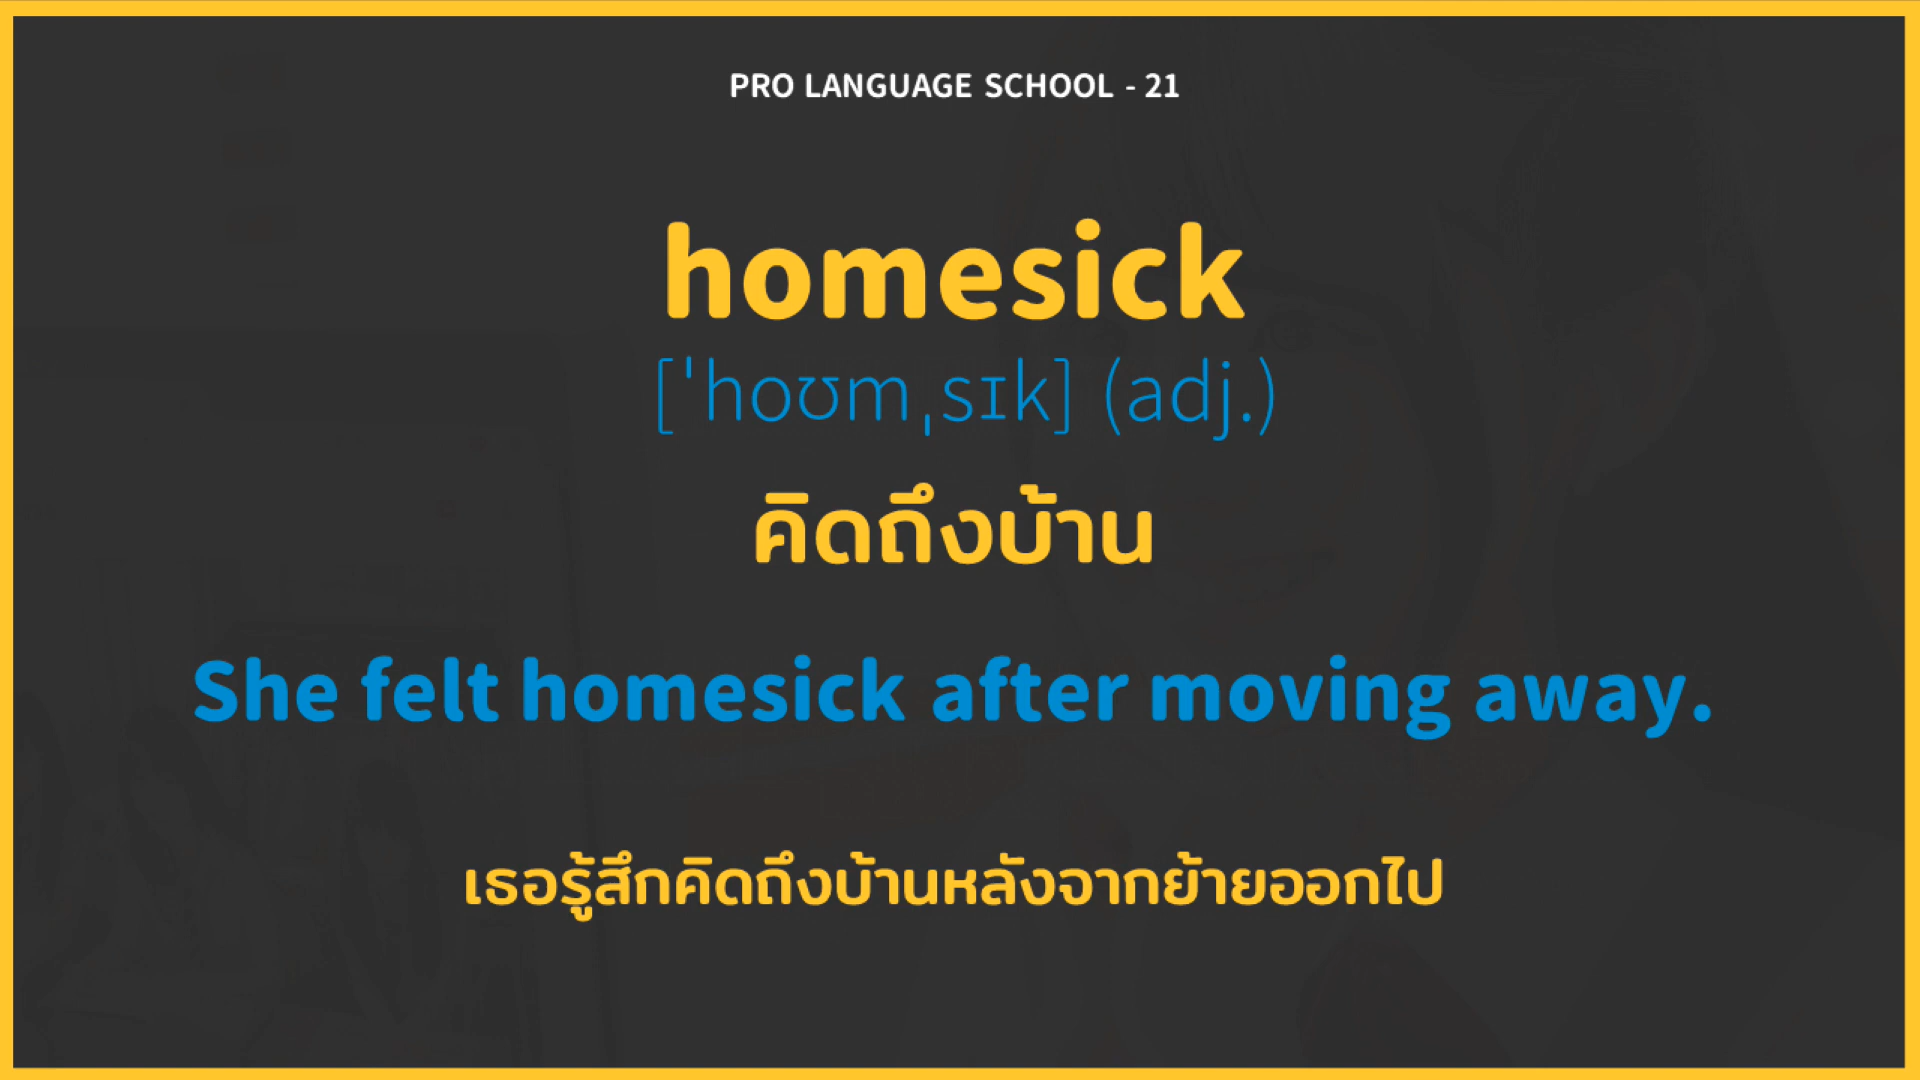 PRO LANGUAGE SCHOOL - 21
homesick
[ˈhoʊmˌsɪk] (adj.)
คิดถึงบ้าน
She felt homesick after moving away.
เธอรู้สึกคิดถึงบ้านหลังจากย้ายออกไป